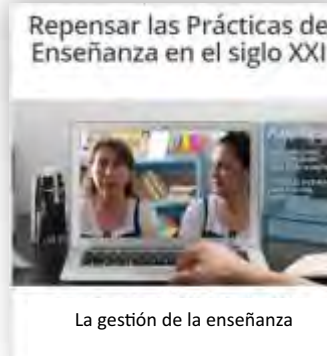 Repensar las Prácticas de
Enseñanza en el siglo XXI
La gestión de la enseñanza